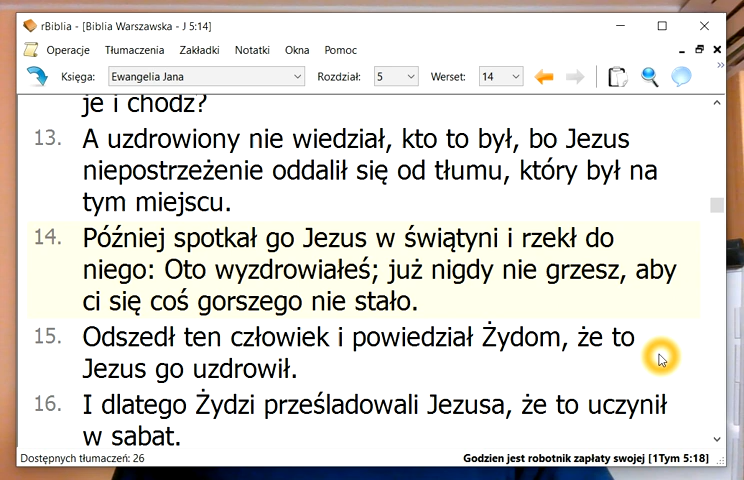 rBiblia - [Biblia Warszawska - J 5:14]
Operacje Tłumaczenia Zakładki Notatki Okna Pomoc
Księga: Ewangelia Jana Rozdział: 5 Werset: 14
je i chodź?
13. A uzdrowiony nie wiedział, kto to był, bo Jezus
niepostrzeżenie oddalił się od tłumu, który był na
tym miejscu.
14. Później spotkał go Jezus w świątyni i rzekł do
niego: Oto wyzdrowiałeś; już nigdy nie grzesz, aby
ci się coś gorszego nie stało.
15. Odszedł ten człowiek i powiedział Żydom, że to
Jezus go uzdrowił.
16. I dlatego Żydzi prześladowali Jezusa, że to uczynił
w sabat.
Dostępnych tłumaczeń: 26 Godzien jest robotnik zapłaty swojej [1Tym 5:18]